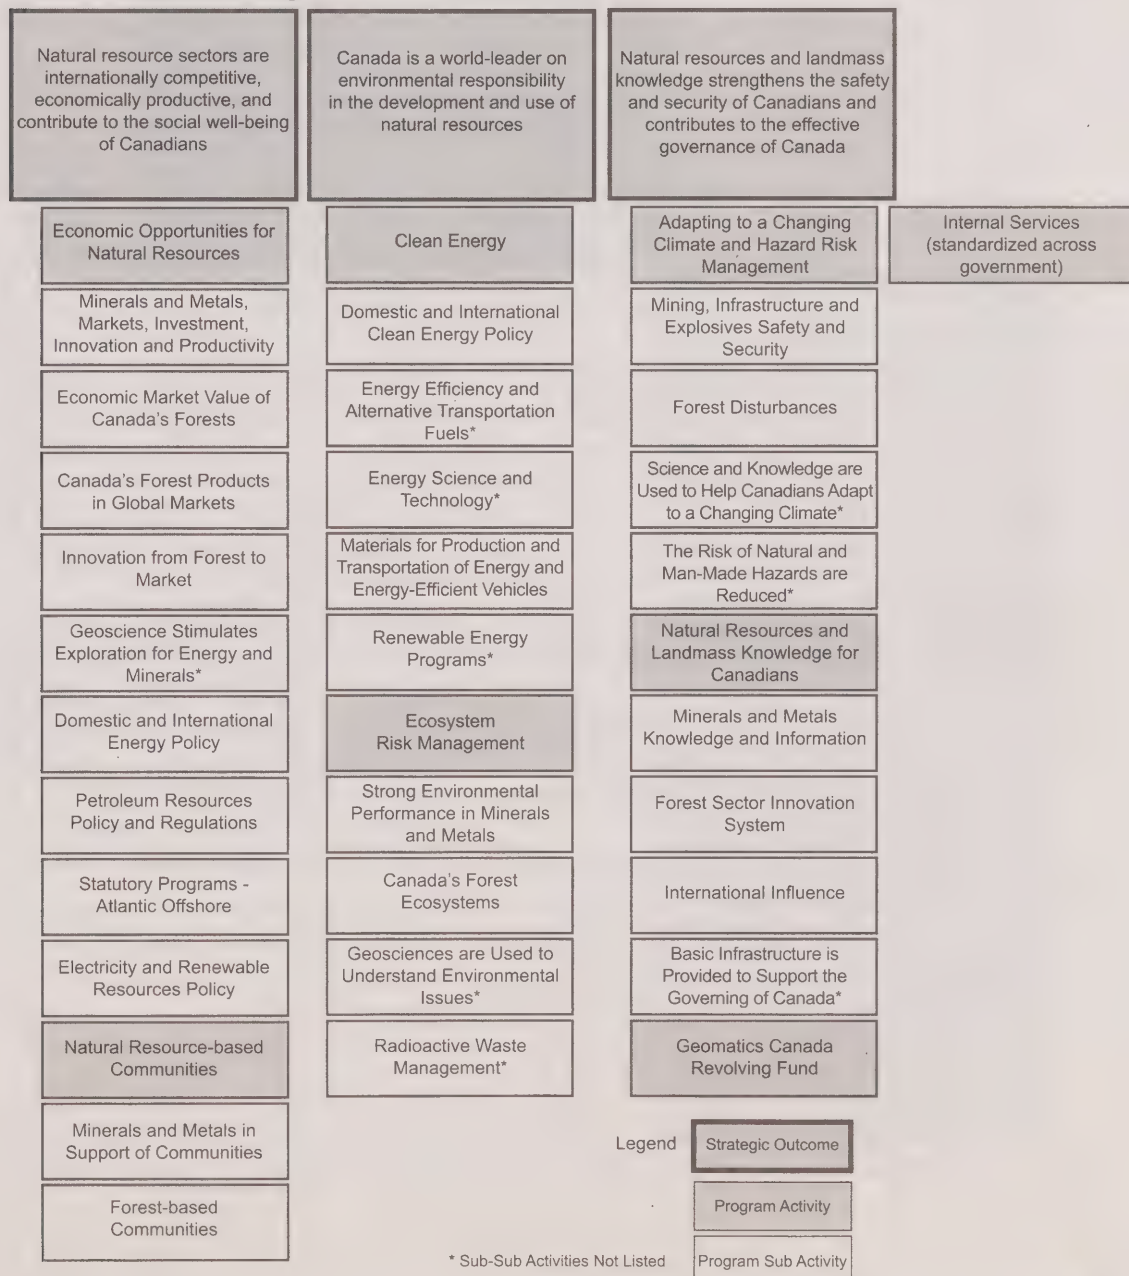 Natural resource sectors are
internationally competitive,
economically productive, and
contribute to the social well-being
of Canadians
Canada is a world-leader on
environmental responsibility
in the development and use of
natural resources
Natural resources and landmass
knowledge strengthens the safety
and security of Canadians and
contributes to the effective
governance of Canada
Economic Opportunities for
Natural Resources
Minerals and Metals,
Markets, Investment,
Innovation and Productivity
Economic Market Value of
Canada's Forests
Canada's Forest Products
in Global Markets
Innovation from Forest to
Market
Geoscience Stimulates
Exploration for Energy and
Minerals*
Domestic and International
Energy Policy
Petroleum Resources
Policy and Regulations
Statutory Programs -
Atlantic Offshore
Electricity and Renewable
Resources Policy
Natural Resource-based
Communities
Minerals and Metals in
Support of Communities
Forest-based
Communities
Clean Energy
Domestic and International
Clean Energy Policy
Energy Efficiency and
Alternative Transportation
Fuels*
Energy Science and
Technology*
Materials for Production and
Transportation of Energy and
Energy-Efficient Vehicles
Renewable Energy
Programs*
Ecosystem
Risk Management
Strong Environmental
Performance in Minerals
and Metals
Canada's Forest
Ecosystems
Geosciences are Used to
Understand Environmental
Issues*
Radioactive Waste
Management*
Adapting to a Changing
Climate and Hazard Risk
Management
Mining, Infrastructure and
Explosives Safety and
Security
Forest Disturbances
Science and Knowledge are
Used to Help Canadians Adapt
to a Changing Climate*
The Risk of Natural and
Man-Made Hazards are
Reduced*
Natural Resources and
Landmass Knowledge for
Canadians
Minerals and Metals
Knowledge and Information
Forest Sector Innovation
System
International Influence
Basic Infrastructure is
Provided to Support the
Governing of Canada*
Geomatics Canada
Revolving Fund
Internal Services
(standardized across
government)
Legend
Strategic Outcome
Program Activity
Program Sub Activity
* Sub-Sub Activities Not Listed